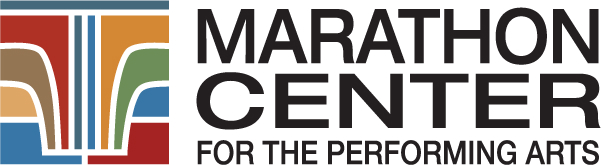 MARATHON
CENTER
FOR THE PERFORMING ARTS